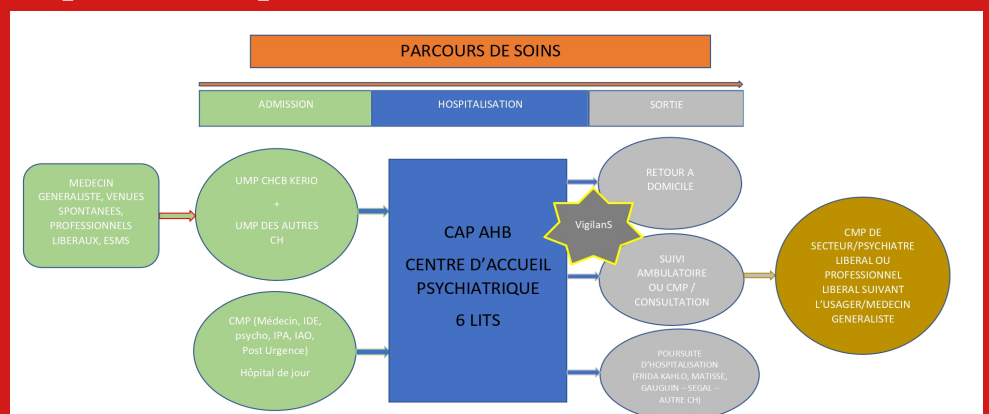 PARCOURS DE SOINS
ADMISSION
HOSPITALISATION
SORTIE
MEDECIN
GENERALISTE, VENUES
SPONTANEES,
PROFESSIONNELS
LIBERAUX, ESMS
UMP CHCB KERIO
+
UMP DES AUTRES
CH
CMP (Médecin, IDE,
psycho, IPA, IAO,
Post Urgence)
Hôpital de jour
CAP AHB
CENTRE D’ACCUEIL
PSYCHIATRIQUE
6 LITS
RETOUR A
DOMICILE
VigilanS
SUIVI
AMBULATOIRE
OU CMP /
CONSULTATION
POURSUITE
D’HOSPITALISATION
(FRIDA KAHLO, MATISSE,
GAUGUIN – SEGAL –
AUTRE CH)
CMP DE
SECTEUR/PSYCHIATRE
LIBERAL OU
PROFESSIONNEL
LIBERAL SUIVANT
L’USAGER/MEDECIN
GENERALISTE